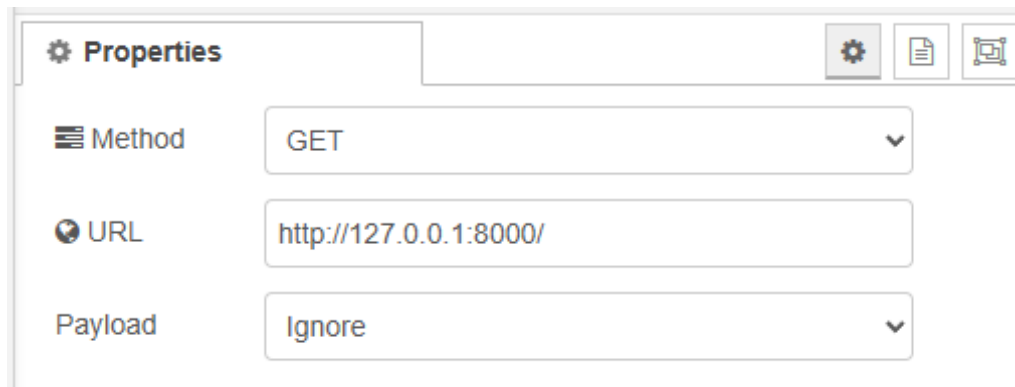 Properties
Method GET
URL http://127.0.0.1:8000/
Payload Ignore